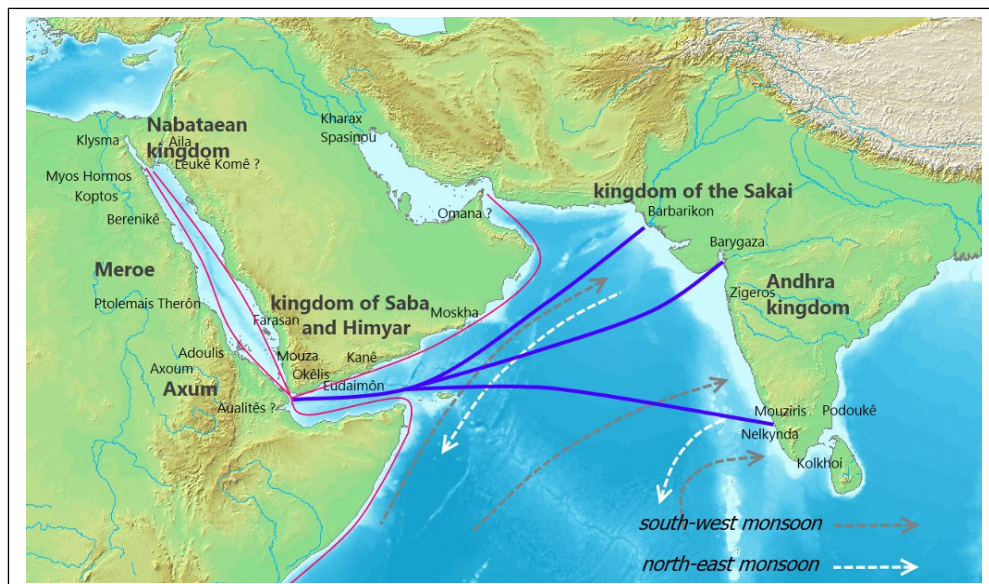 Nabataean
kingdom
Klysma
Aila
Leukê Komê ?
Myos Hormos
Koptos
Berenikê
Meroe
Ptolemais Therôn
Kharax
Spasinou
Omana ?
kingdom of the Sakai
Barbarikon
Barygaza
Andhra
kingdom
Zigeros
kingdom of Saba
and Himyar
Moskha
Farasan
Mouza
Okêlis
Kanê
Eudaimôn
Adoulis
Axoum
Axum
Aualitês ?
Mouziris
Podoukê
Nelkynda
Kolkhoi
south-west monsoon
north-east monsoon